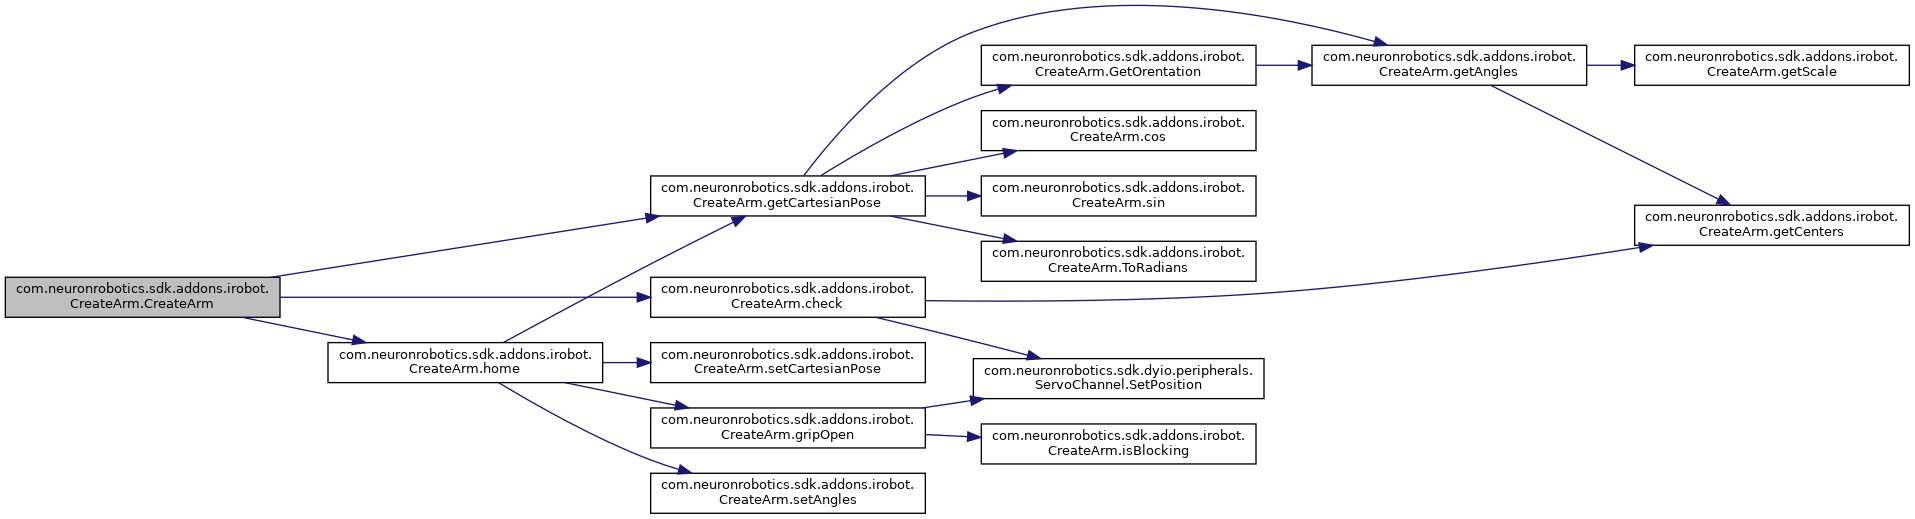 com.neuronrobotics.sdk.addons.irobot.
CreateArm.CreateArm
com.neuronrobotics.sdk.addons.irobot.
CreateArm.home
com.neuronrobotics.sdk.addons.irobot.
CreateArm.getCartesianPose
com.neuronrobotics.sdk.addons.irobot.
CreateArm.check
com.neuronrobotics.sdk.addons.irobot.
CreateArm.setCartesianPose
com.neuronrobotics.sdk.addons.irobot.
CreateArm.gripOpen
com.neuronrobotics.sdk.addons.irobot.
CreateArm.setAngles
com.neuronrobotics.sdk.addons.irobot.
CreateArm.GetOrentation
com.neuronrobotics.sdk.addons.irobot.
CreateArm.cos
com.neuronrobotics.sdk.addons.irobot.
CreateArm.sin
com.neuronrobotics.sdk.addons.irobot.
CreateArm.ToRadians
com.neuronrobotics.sdk.dyio.peripherals.
ServoChannel.SetPosition
com.neuronrobotics.sdk.addons.irobot.
CreateArm.isBlocking
com.neuronrobotics.sdk.addons.irobot.
CreateArm.getAngles
com.neuronrobotics.sdk.addons.irobot.
CreateArm.getScale
com.neuronrobotics.sdk.addons.irobot.
CreateArm.getCenters